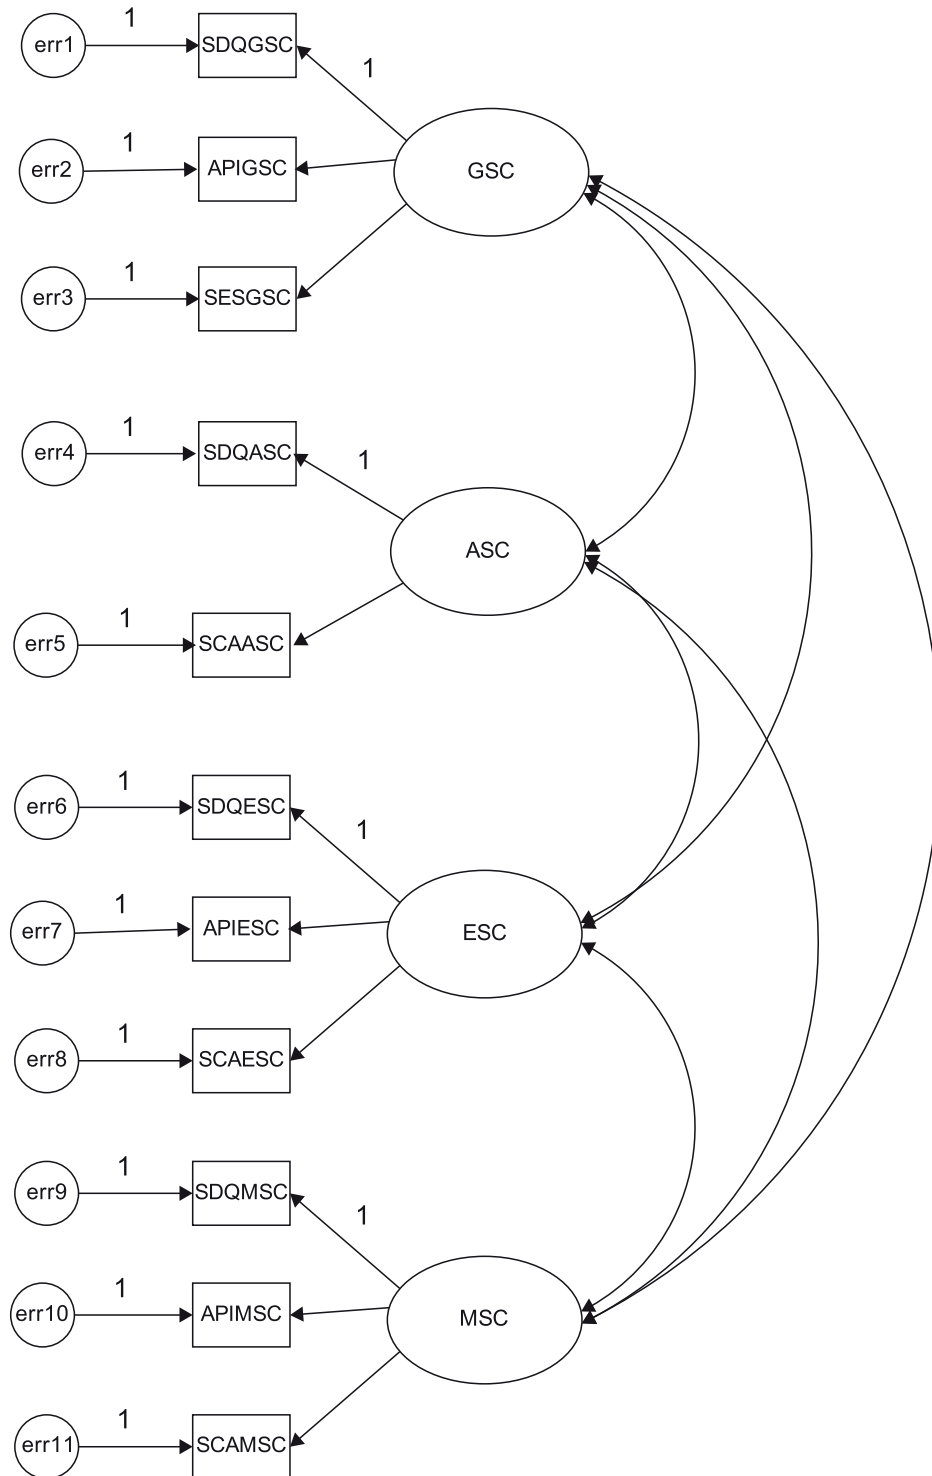 1
err1
SDQGSC
1
GSC
1
err2
APIGSC
1
err3
SESGSC
1
err4
SDQASC
1
ASC
1
err5
SCAASC
1
err6
SDQESC
1
ESC
1
err7
APIESC
1
err8
SCAESC
1
err9
SDQMSC
1
MSC
1
err10
APIMSC
1
err11
SCAMSC